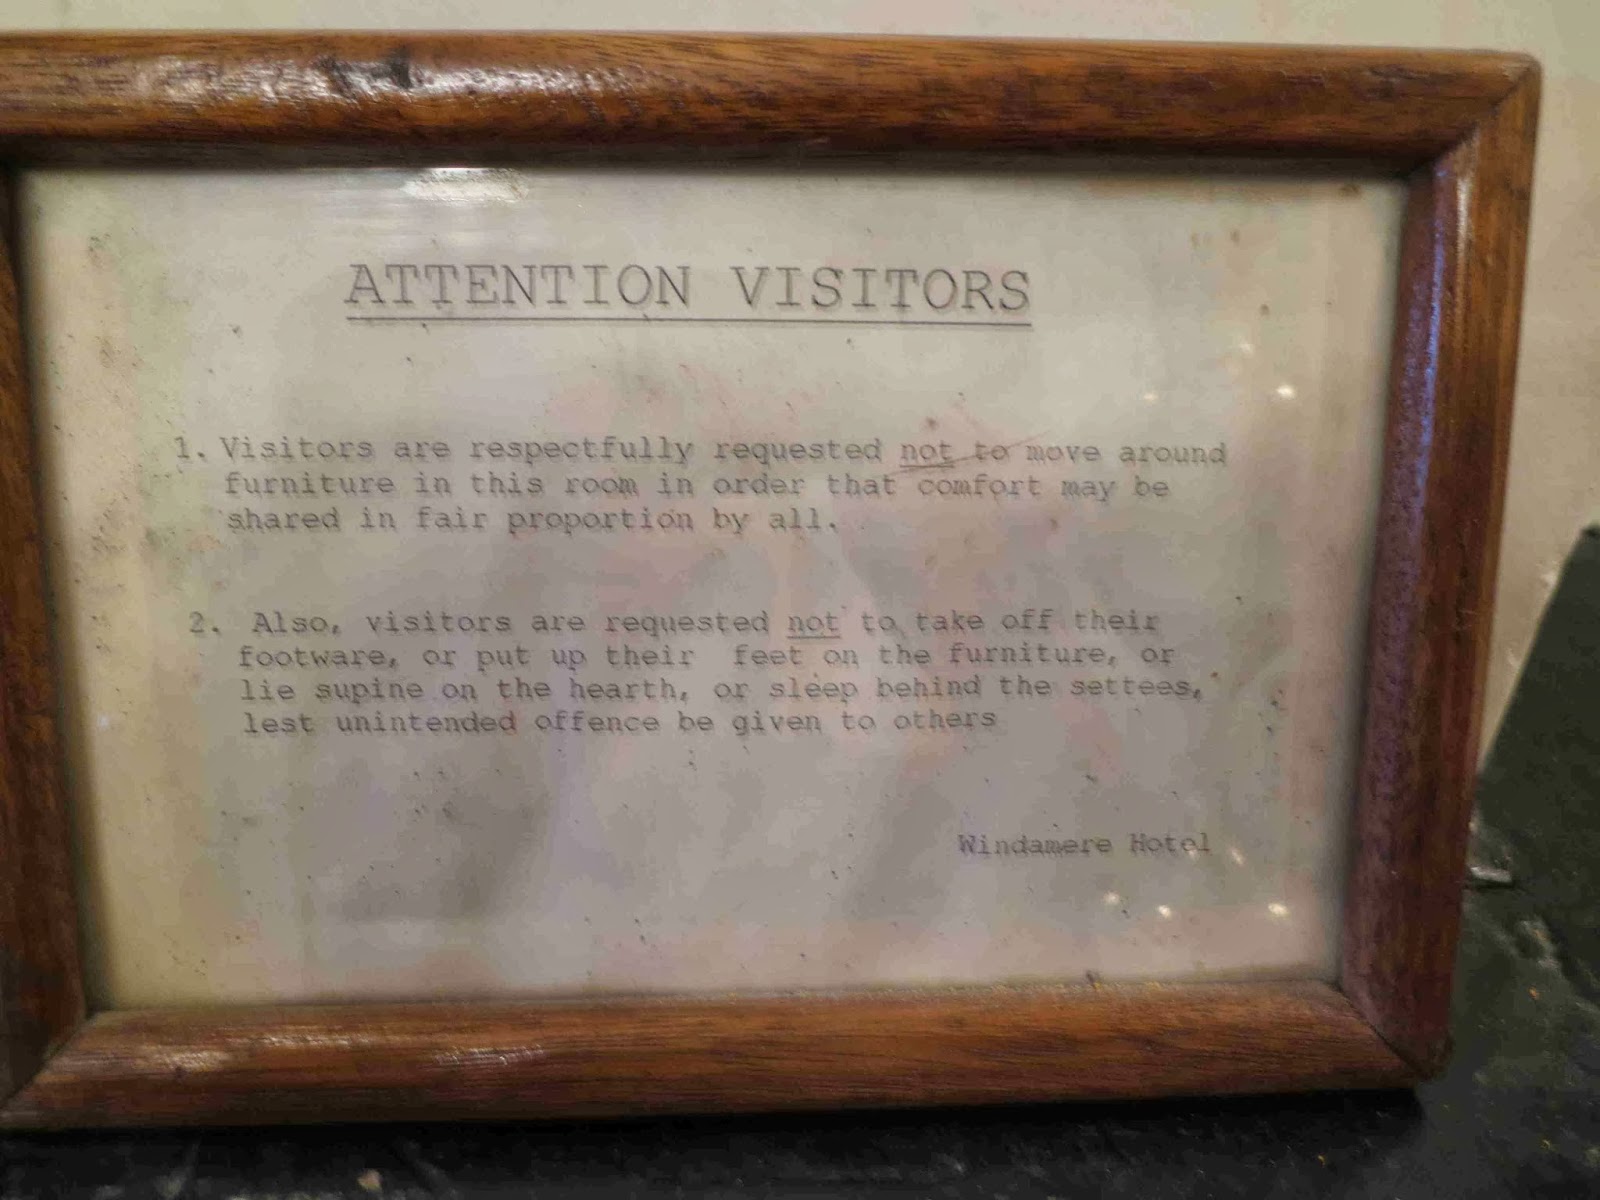 ATTENTION VISITORS
1. Visitors are respectfully requested not to move around
furniture in this room in order that comfort may be
shared in fair proportion by all.
2. Also, visitors are requested not to take off their
footware, or put up their feet on the furniture, or
lie supine on the hearth, or sleep behind the settees,
lest unintended offence be given to others
Windamere Hotel